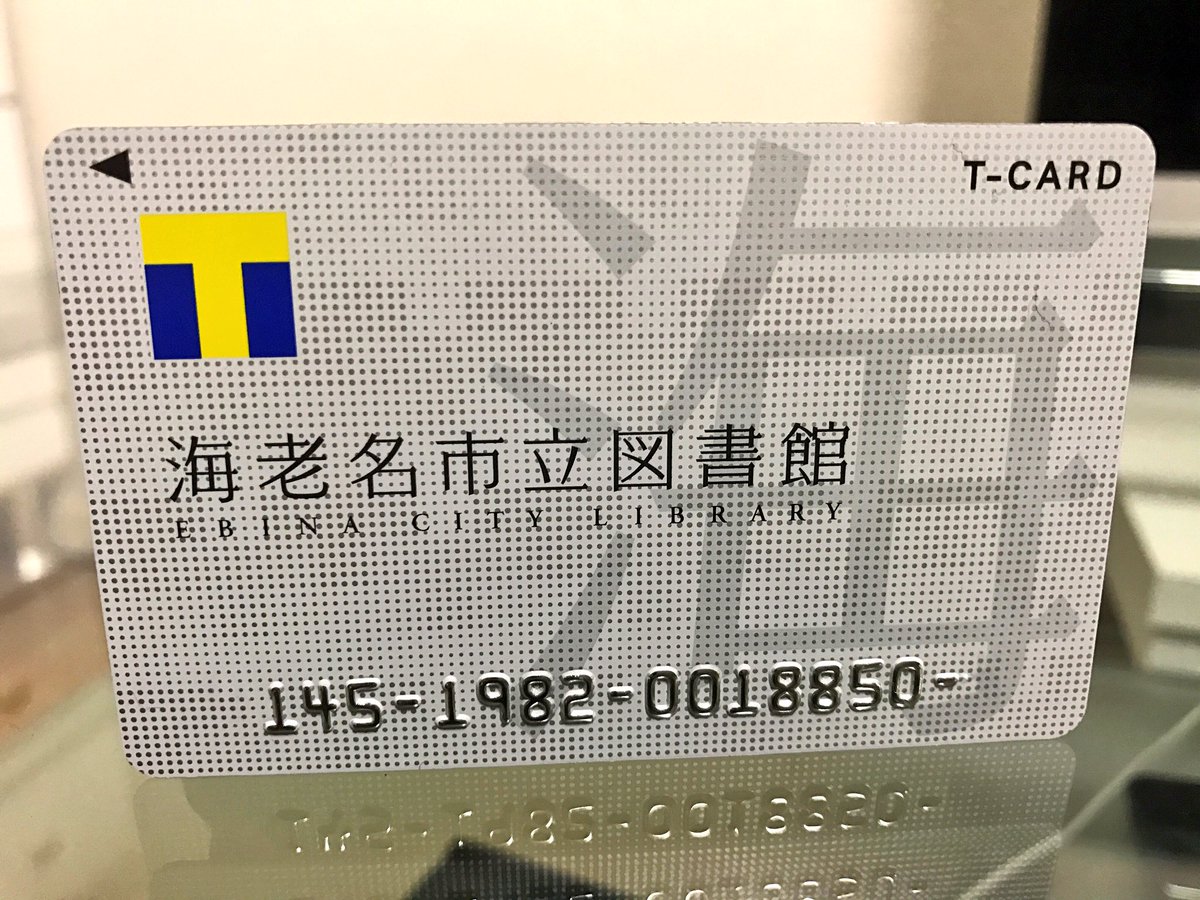 T-CARD
T
海老名市立図書館
EBINA CITY LIBRARY
海
145-1982-0018850-